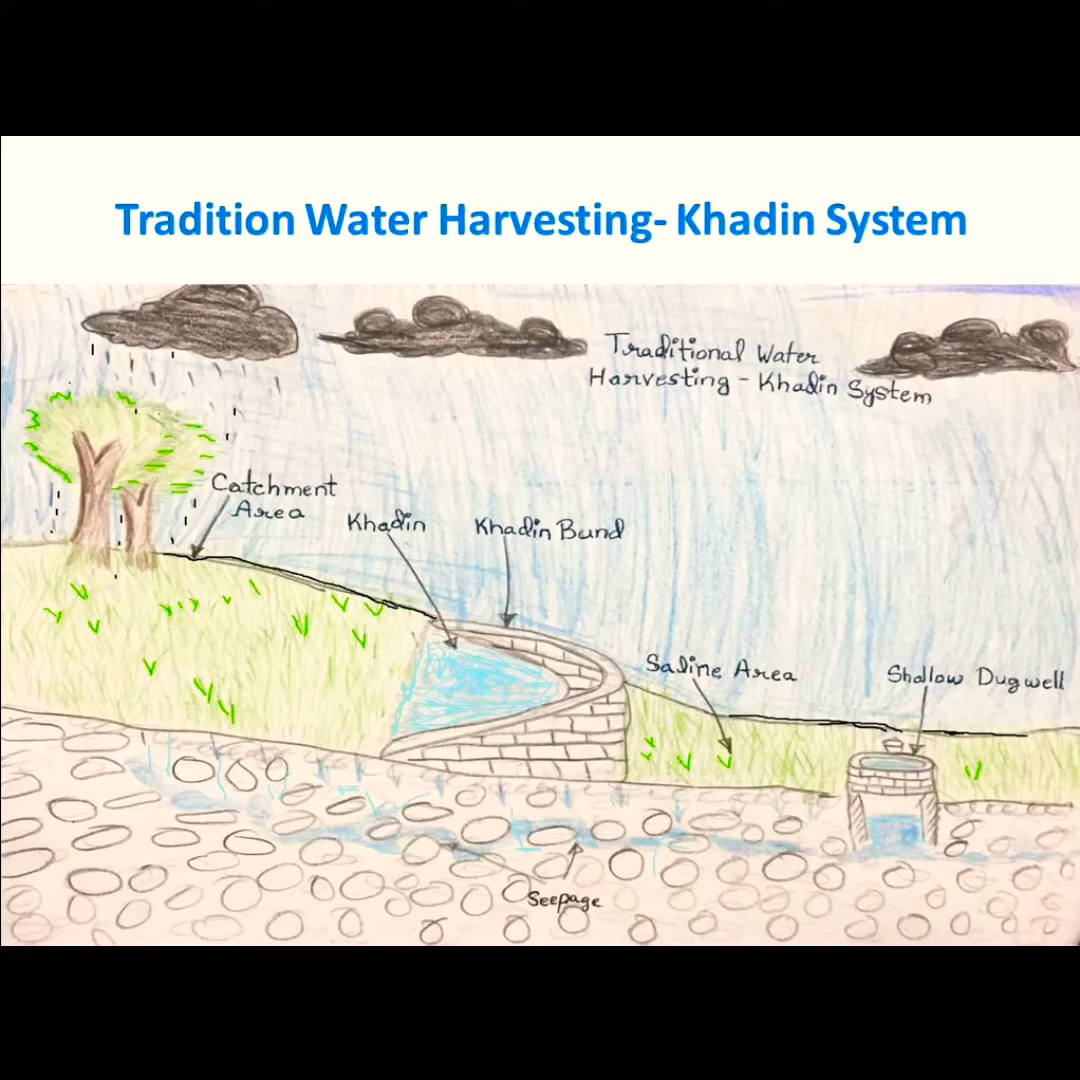 Tradition Water Harvesting- Khadin System
Traditional Water
Harvesting - Khadin System
Catchment
Area
Khadin
Khadin Bund
Saline Area
Shallow Dugwell
Seepage